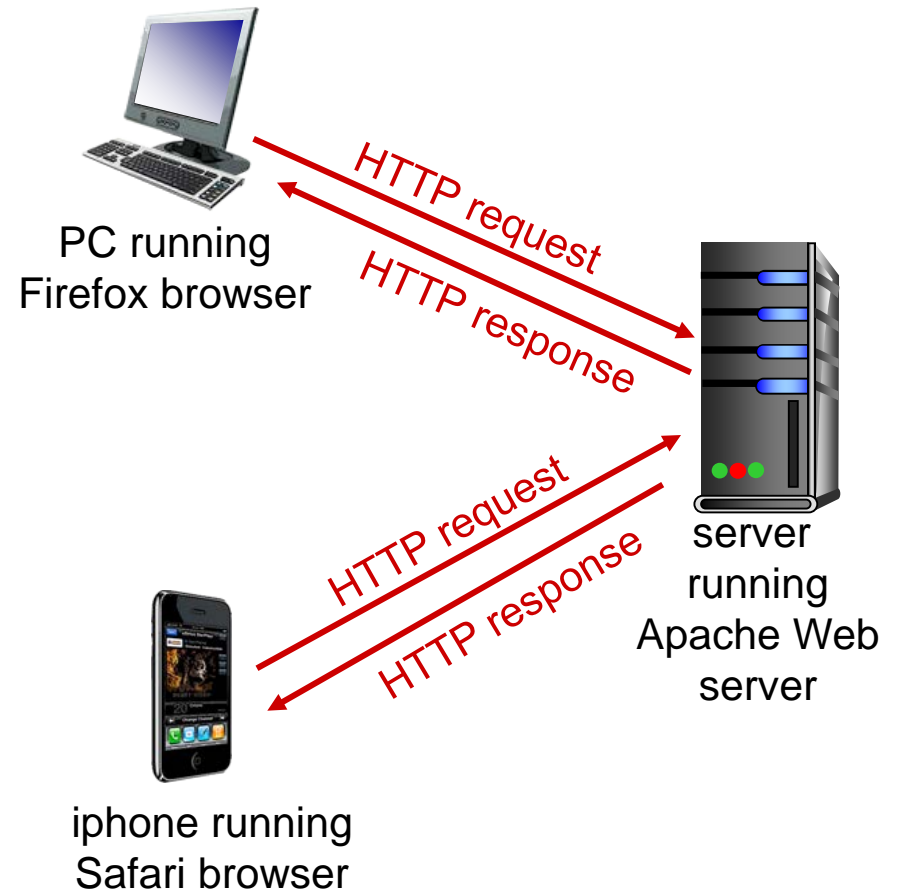 HTTP request
HTTP response
PC running
Firefox browser
HTTP request
HTTP response
server
running
Apache Web
server
iphone running
Safari browser